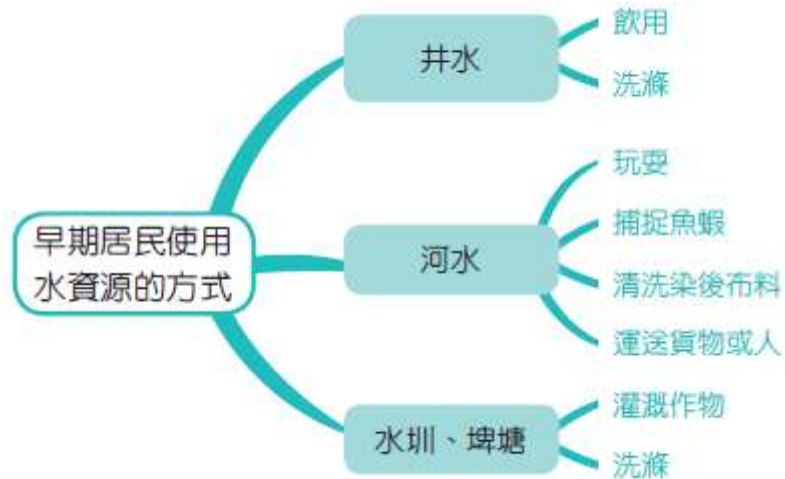 早期居民使用
水資源的方式
井水
飲用
洗滌
河水
玩耍
捕捉魚蝦
清洗染後布料
運送貨物或人
水圳、埤塘
灌溉作物
洗滌